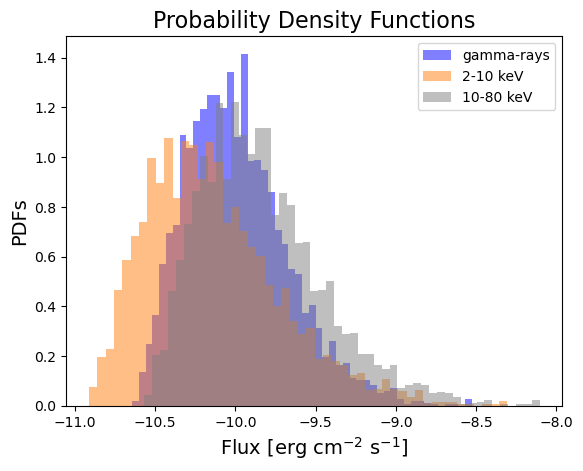 Probability Density Functions
gamma-rays
2-10 keV
10-80 keV
PDFs
1.4
1.2
1.0
0.8
0.6
0.4
0.2
0.0
−11.0 −10.5 −10.0 −9.5 −9.0 −8.5 −8.0
Flux [erg cm⁻² s⁻¹]